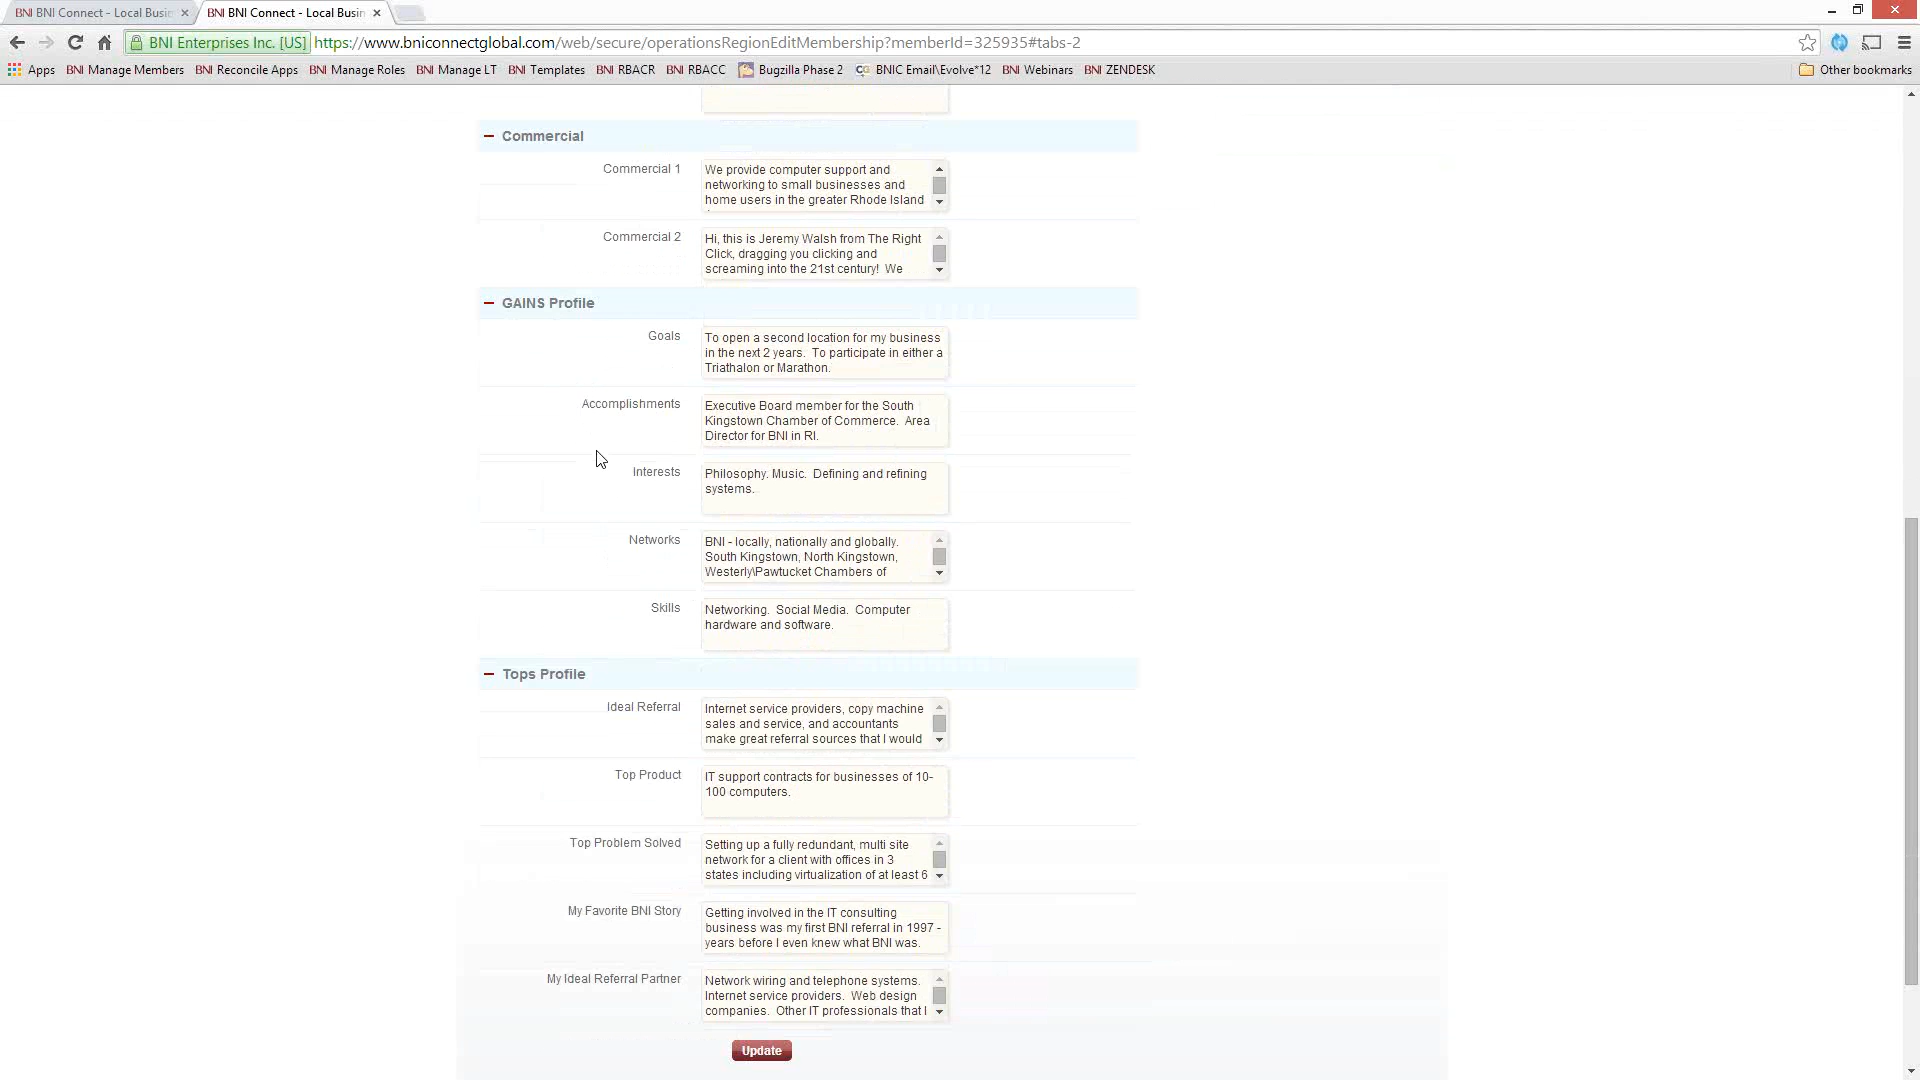 BNI BNI Connect - Local Busin
BNI BNI Connect - Local Busin
BNI Enterprises Inc. [US] https://www.bniconnectglobal.com/web/secure/operationsRegionEditMembership?memberId=325935#tabs-2
Apps BNI Manage Members BNI Reconcile Apps BNI Manage Roles BNI Manage LT BNI Templates BNI RBACR BNI RBACC Bugzilla Phase 2 BNIC Email\Evolve*12 BNI Webinars BNI ZENDESK Other bookmarks
Commercial
Commercial 1
We provide computer support and
networking to small businesses and
home users in the greater Rhode Island
Commercial 2
Hi, this is Jeremy Walsh from The Right
Click, dragging you clicking and
screaming into the 21st century!  We
GAINS Profile
Goals
To open a second location for my business
in the next 2 years.  To participate in either a
Triathalon or Marathon.
Accomplishments
Executive Board member for the South
Kingstown Chamber of Commerce.  Area
Director for BNI in RI.
Interests
Philosophy. Music.  Defining and refining
systems.
Networks
BNI - locally, nationally and globally.
South Kingstown, North Kingstown,
Westerly\Pawtucket Chambers of
Skills
Networking.  Social Media.  Computer
hardware and software.
Tops Profile
Ideal Referral
Internet service providers, copy machine
sales and service, and accountants
make great referral sources that I would
Top Product
IT support contracts for businesses of 10-
100 computers.
Top Problem Solved
Setting up a fully redundant, multi site
network for a client with offices in 3
states including virtualization of at least 6
My Favorite BNI Story
Getting involved in the IT consulting
business was my first BNI referral in 1997 -
years before I even knew what BNI was.
My Ideal Referral Partner
Network wiring and telephone systems.
Internet service providers.  Web design
companies.  Other IT professionals that I
Update